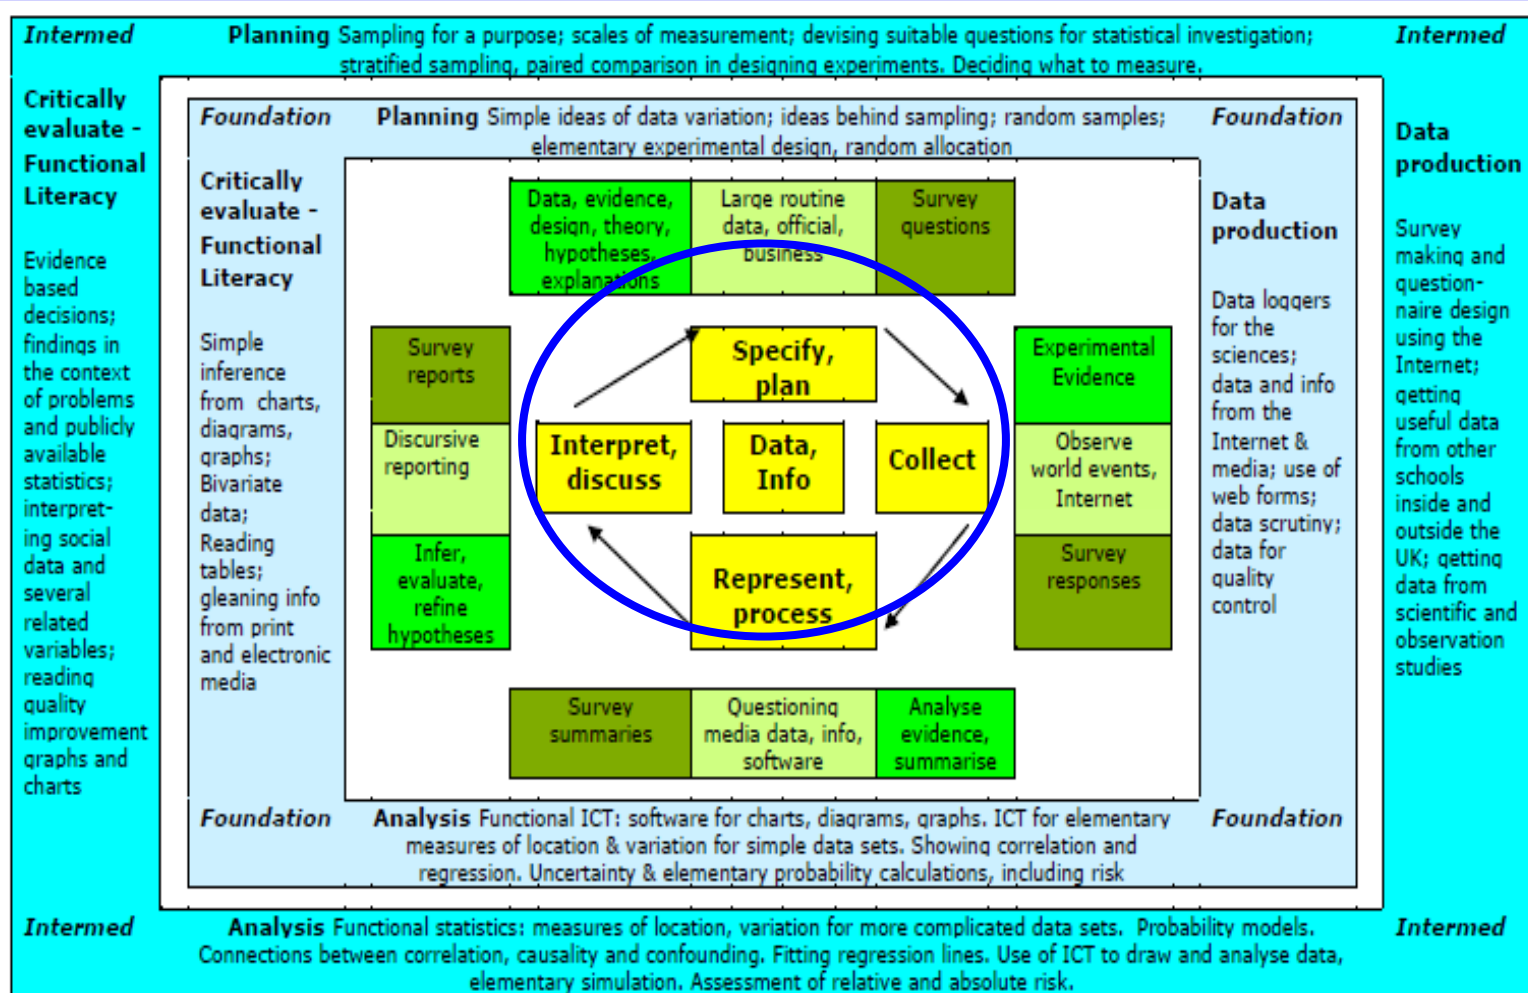 Intermed
Planning Sampling for a purpose; scales of measurement; devising suitable questions for statistical investigation;
stratified sampling, paired comparison in designing experiments. Deciding what to measure.
Intermed
Critically
evaluate -
Functional
Literacy
Evidence
based
decisions;
findings in
the context
of problems
and publicly
available
statistics;
interpret-
ing social
data and
several
related
variables;
reading
quality
improvement
graphs and
charts
Foundation
Planning Simple ideas of data variation; ideas behind sampling; random samples;
elementary experimental design, random allocation
Foundation
Critically
evaluate -
Functional
Literacy
Simple
inference
from charts,
diagrams,
graphs;
Bivariate
data;
Reading
tables;
gleaning info
from print
and electronic
media
Data, evidence,
design, theory,
hypotheses,
explanations
Large routine
data, official,
business
Survey
questions
Survey
reports
Discursive
reporting
Infer,
evaluate,
refine
hypotheses
Specify,
plan
Interpret,
discuss
Data,
Info
Collect
Represent,
process
Experimental
Evidence
Observe
world events,
Internet
Survey
responses
Survey
summaries
Questioning
media data, info,
software
Analyse
evidence,
summarise
Data
production
Data loggers
for the
sciences;
data and info
from the
Internet &
media; use of
web forms;
data scrutiny;
data for
quality
control
Data
production
Survey
making and
question-
naire design
using the
Internet;
getting
useful data
from other
schools
inside and
outside the
UK; getting
data from
scientific and
observation
studies
Foundation
Analysis Functional ICT: software for charts, diagrams, graphs. ICT for elementary
measures of location & variation for simple data sets. Showing correlation and
regression. Uncertainty & elementary probability calculations, including risk
Foundation
Intermed
Analysis Functional statistics: measures of location, variation for more complicated data sets. Probability models.
Connections between correlation, causality and confounding. Fitting regression lines. Use of ICT to draw and analyse data,
elementary simulation. Assessment of relative and absolute risk.
Intermed